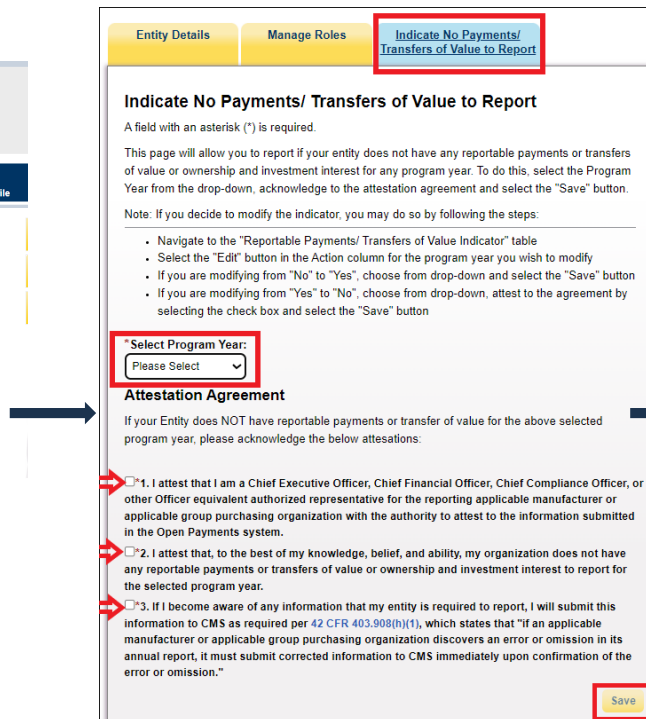 Entity Details
Manage Roles
Indicate No Payments/
Transfers of Value to Report
ile
Indicate No Payments/ Transfers of Value to Report
A field with an asterisk (*) is required.
This page will allow you to report if your entity does not have any reportable payments or transfers
of value or ownership and investment interest for any program year. To do this, select the Program
Year from the drop-down, acknowledge to the attestation agreement and select the "Save" button.
Note: If you decide to modify the indicator, you may do so by following the steps:
• Navigate to the "Reportable Payments/ Transfers of Value Indicator" table
• Select the "Edit" button in the Action column for the program year you wish to modify
• If you are modifying from "No" to "Yes", choose from drop-down and select the "Save" button
• If you are modifying from "Yes" to "No", choose from drop-down, attest to the agreement by
selecting the check box and select the "Save" button
*Select Program Year:
Please Select
Attestation Agreement
If your Entity does NOT have reportable payments or transfer of value for the above selected
program year, please acknowledge the below attesations:
*1. I attest that I am a Chief Executive Officer, Chief Financial Officer, Chief Compliance Officer, or
other Officer equivalent authorized representative for the reporting applicable manufacturer or
applicable group purchasing organization with the authority to attest to the information submitted
in the Open Payments system.
*2. I attest that, to the best of my knowledge, belief, and ability, my organization does not have
any reportable payments or transfers of value or ownership and investment interest to report for
the selected program year.
*3. If I become aware of any information that my entity is required to report, I will submit this
information to CMS as required per 42 CFR 403.908(h)(1), which states that "if an applicable
manufacturer or applicable group purchasing organization discovers an error or omission in its
annual report, it must submit corrected information to CMS immediately upon confirmation of the
error or omission."
Save